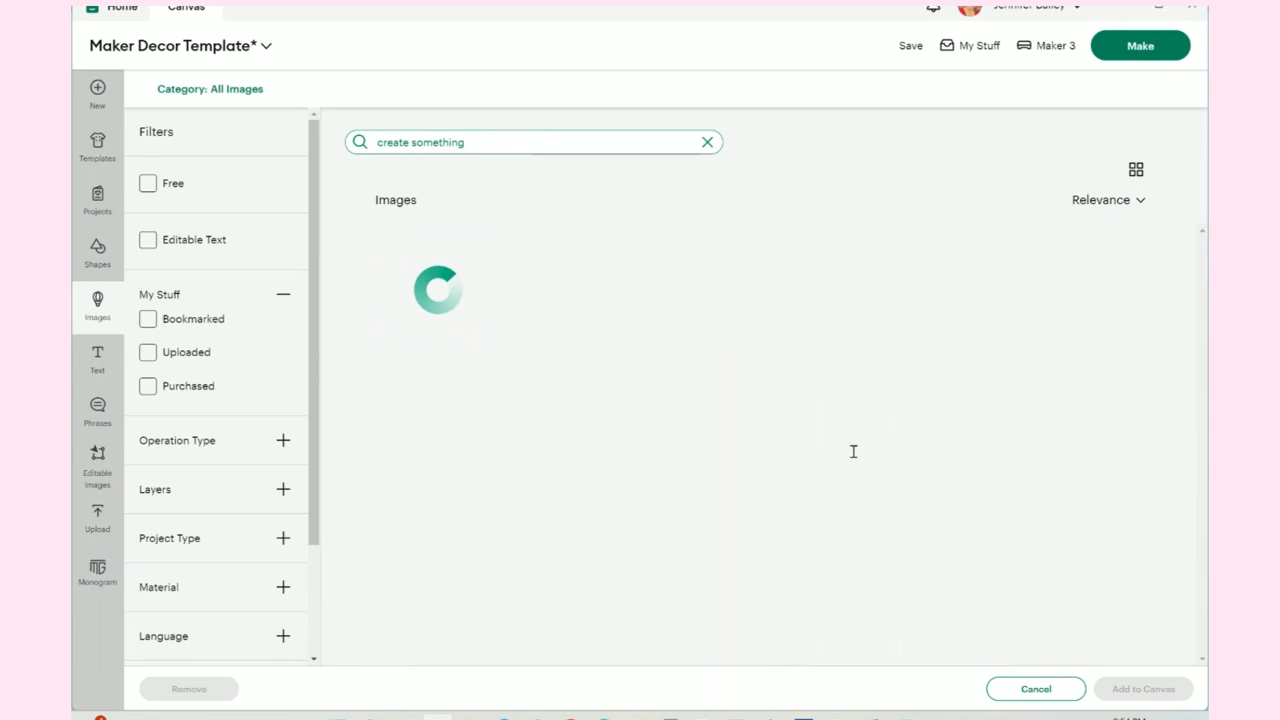 Home
Canvas
Jennifer Bailey
Maker Decor Template*
Save
My Stuff
Maker 3
Make
New
Templates
Projects
Shapes
Images
Text
Phrases
Editable
Images
Upload
Monogram
Category: All Images
Filters
Free
Editable Text
My Stuff
Bookmarked
Uploaded
Purchased
Operation Type
Layers
Project Type
Material
Language
create something
Images
Relevance
Remove
Cancel
Add to Canvas